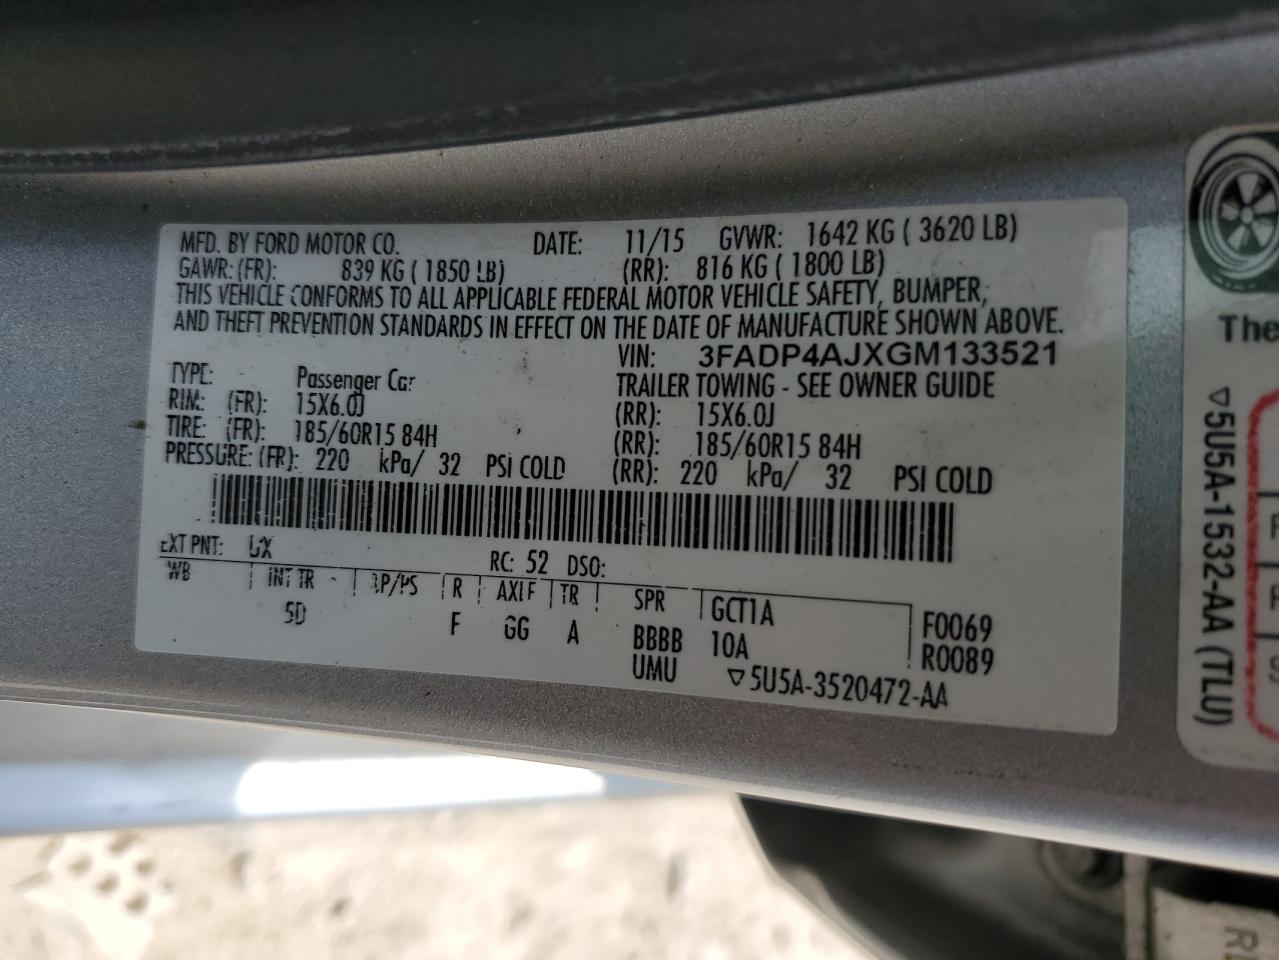 MFD. BY FORD MOTOR CO. DATE: 11/15 GVWR: 1642 KG ( 3620 LB)
GAWR: (FR): 839 KG ( 1850 LB) (RR): 816 KG ( 1800 LB)
THIS VEHICLE CONFORMS TO ALL APPLICABLE FEDERAL MOTOR VEHICLE SAFETY, BUMPER,
AND THEFT PREVENTION STANDARDS IN EFFECT ON THE DATE OF MANUFACTURE SHOWN ABOVE.
VIN: 3FADP4AJXGM133521
TYPE: Passenger Car TRAILER TOWING - SEE OWNER GUIDE
RIM: (FR): 15X6.0J (RR): 15X6.0J
TIRE: (FR): 185/60R15 84H (RR): 185/60R15 84H
PRESSURE: (FR): 220 kPa/ 32 PSI COLD (RR): 220 kPa/ 32 PSI COLD
EXT PNT: UX RC: 52 DSO:
WB INT TR TP/PS R AXLE TR SPR GCT1A
5D F GG A BBBB 10A F0069
UMU R0089
▽5U5A-3520472-AA
The
▽5U5A-1532-AA (TLU)